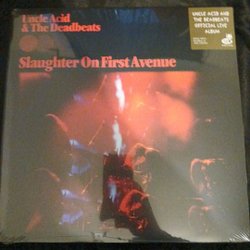 Uncle Acid
& The Deadbeats
Slaughter On First Avenue
UNCLE ACID AND
THE DEADBEATS
OFFICIAL LIVE
ALBUM